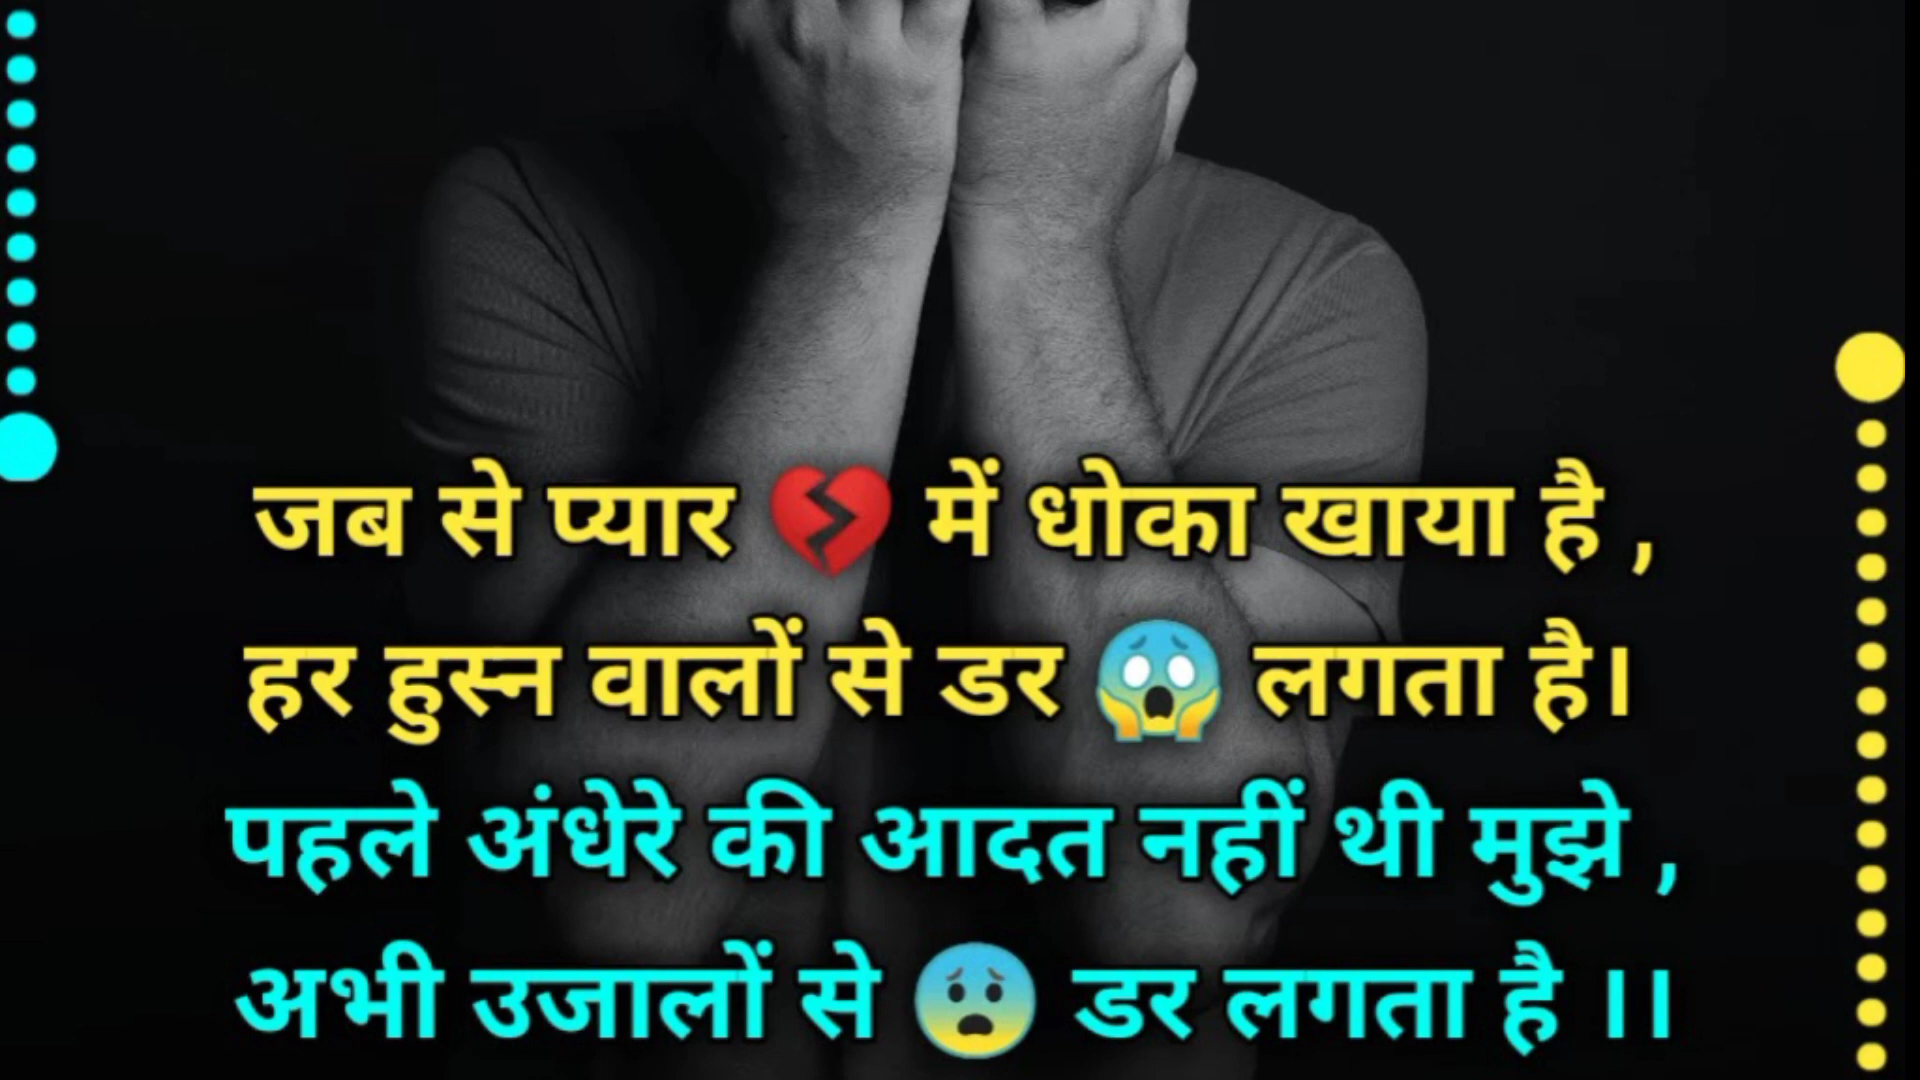 जब से प्यार 💔 में धोका खाया है ,
हर हुस्न वालों से डर 😱 लगता है।
पहले अंधेरे की आदत नहीं थी मुझे ,
अभी उजालों से 😨 डर लगता है ।।